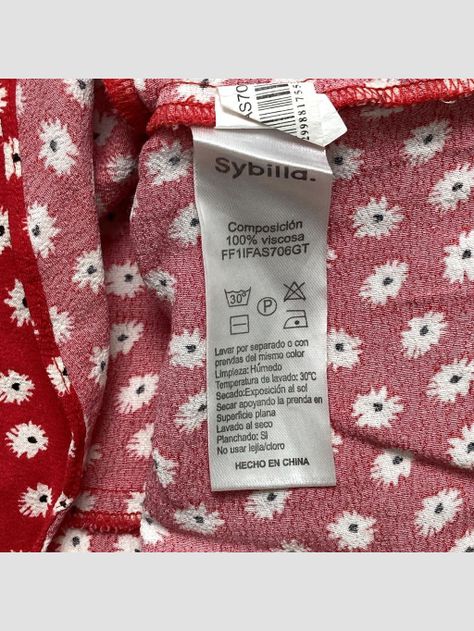 Sybilla.
Composición
100% viscosa
FF1IFAS706GT
30°
P
Lavar por separado o con
prendas del mismo color
Limpieza: Húmedo
Temperatura de lavado: 30°C
Secado:Exposición al sol
Secar apoyando la prenda en
Superficie plana
Lavado al seco
Planchado: SI
No usar lejía/cloro
HECHO EN CHINA